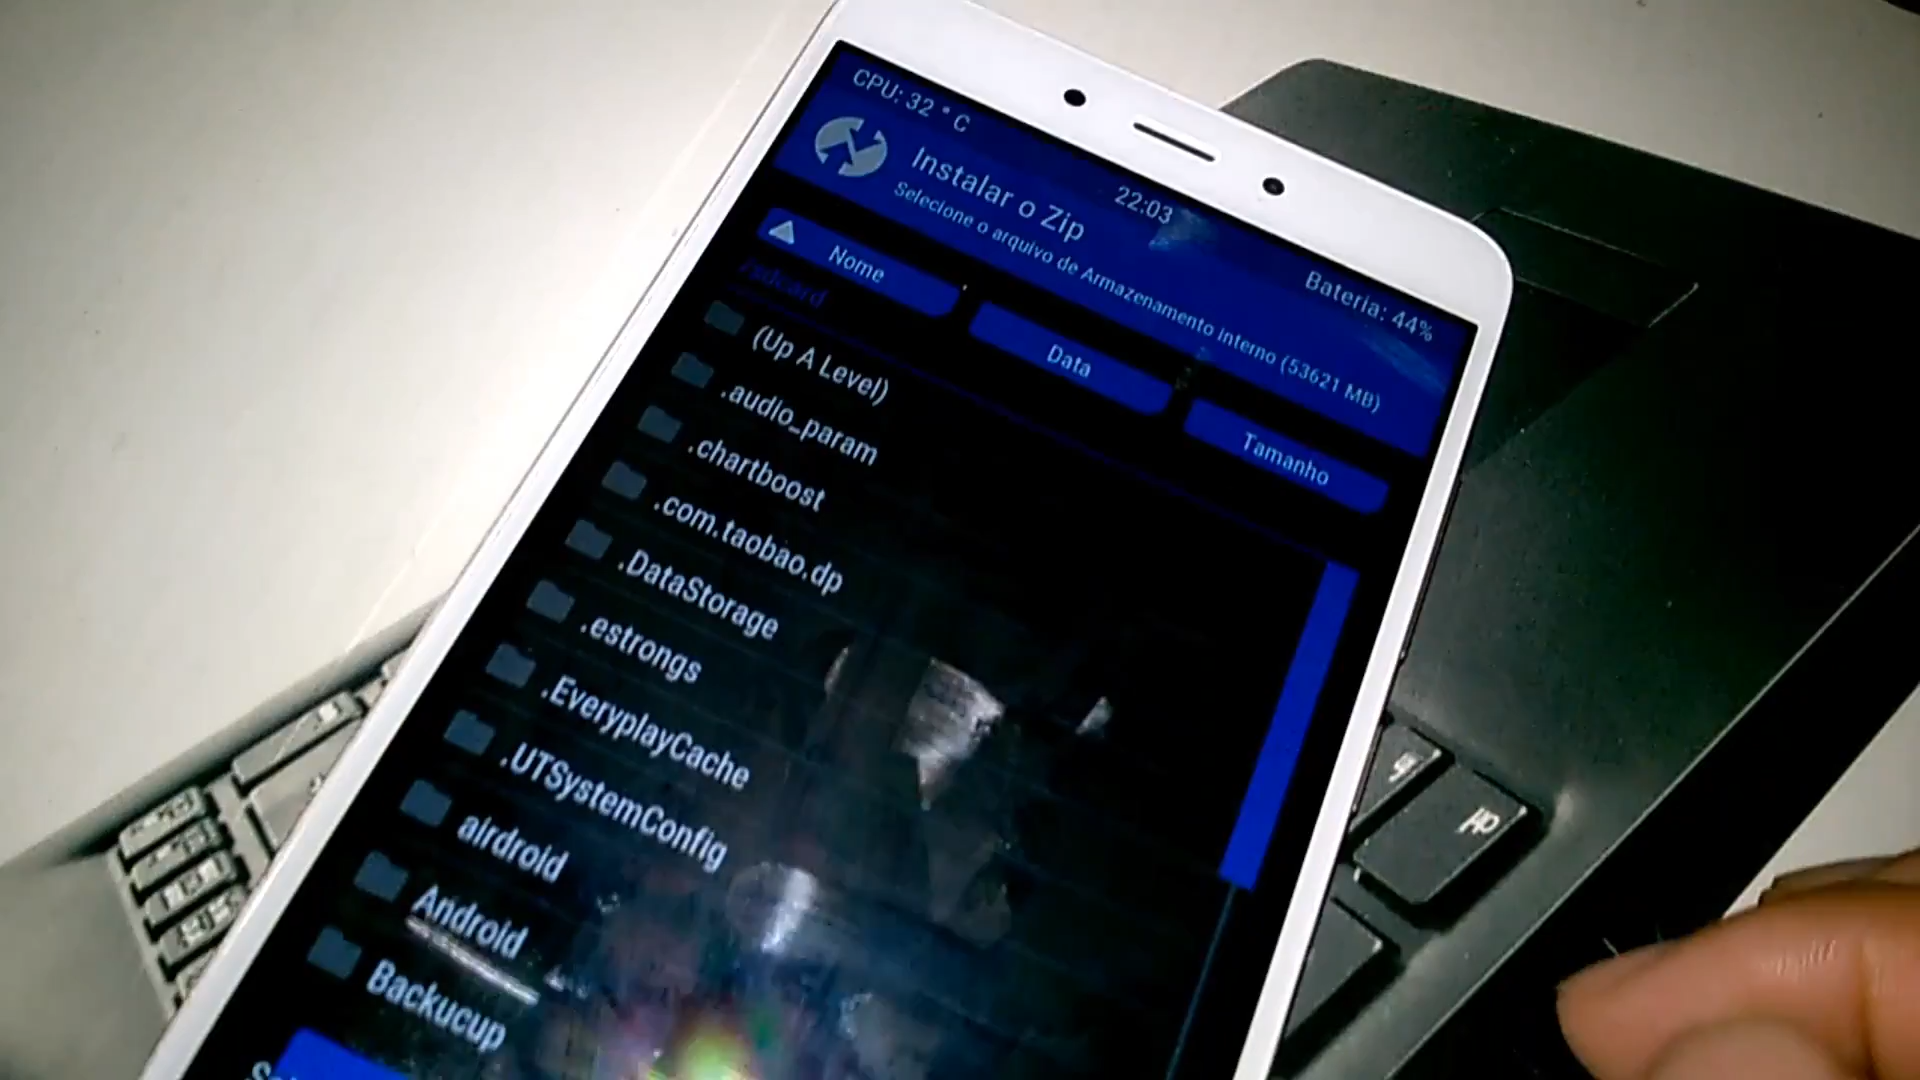 CPU: 32 ° C
22:03
Bateria: 44%
Instalar o Zip
Selecione o arquivo de Armazenamento interno (53621 MB)
Nome
Data
Tamanho
/sdcard
(Up A Level)
.audio_param
.chartboost
.com.taobao.dp
.DataStorage
.estrongs
.EveryplayCache
.UTSystemConfig
airdroid
Android
Backucup